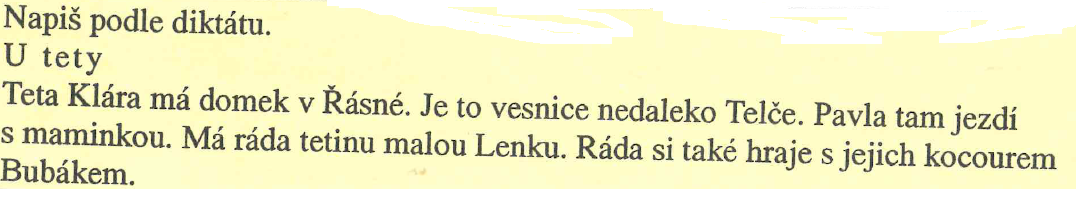 Napiš podle diktátu.
U tety
Teta Klára má domek v Řásné. Je to vesnice nedaleko Telče. Pavla tam jezdí
s maminkou. Má ráda tetinu malou Lenku. Ráda si také hraje s jejich kocourem
Bubákem.